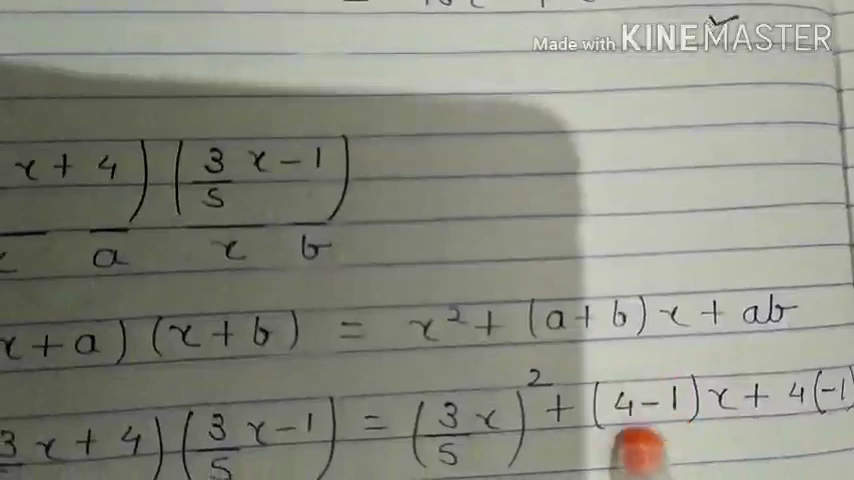 Made with KINEMASTER
x + 4) (3/5 x - 1)
a x b
x + a) (x + b) = x² + (a + b) x + ab
3 x + 4) (3/5 x - 1) = (3/5 x)² + (4 - 1) x + 4 (-1)